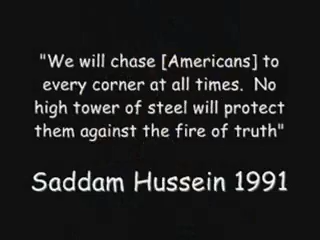 "We will chase [Americans] to
every corner at all times.  No
high tower of steel will protect
them against the fire of truth"
Saddam Hussein 1991